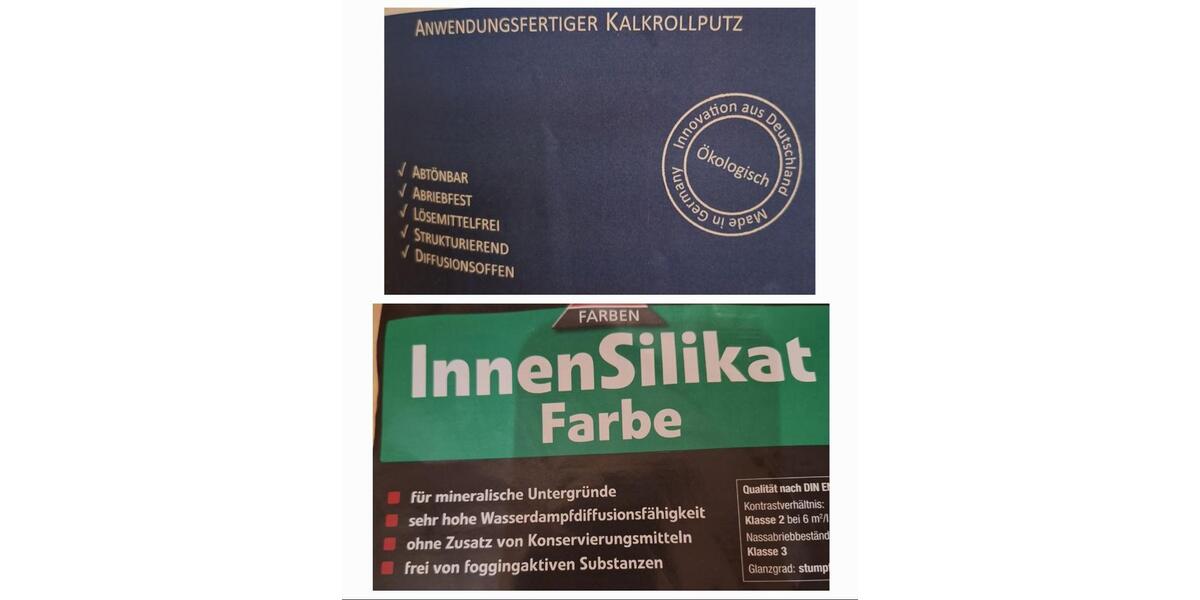 Anwendungsfertiger Kalkrollputz
Innovation aus Deutschland
Ökologisch
Made in Germany
√ Abtönbar
√ Abriebfest
√ Lösemittelfrei
√ Strukturierend
√ Diffusionsoffen
FARBEN
InnenSilikat
Farbe
für mineralische Untergründe
sehr hohe Wasserdampfdiffusionsfähigkeit
ohne Zusatz von Konservierungsmitteln
frei von foggingaktiven Substanzen
Qualität nach DIN E
Kontrastverhältnis:
Klasse 2 bei 6 m²/l
Nassabriebbeständ
Klasse 3
Glanzgrad: stumpf